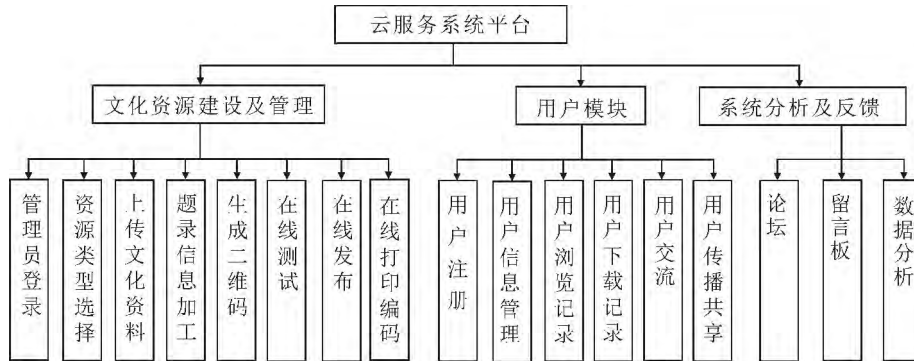 云服务系统平台
文化资源建设及管理
用户模块
系统分析及反馈
管理员登录
资源类型选择
上传文化资料
题录信息加工
生成二维码
在线测试
在线发布
在线打印编码
用户注册
用户信息管理
用户浏览记录
用户下载记录
用户交流
用户传播共享
论坛
留言板
数据分析